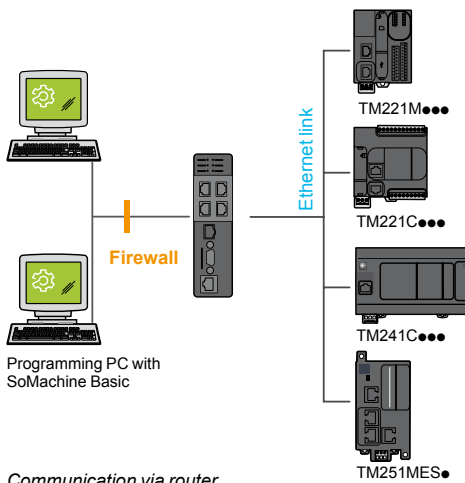 TM221M●●●
Ethernet link
TM221C●●●
Firewall
TM241C●●●
Programming PC with
SoMachine Basic
TM251MES●
Communication via router